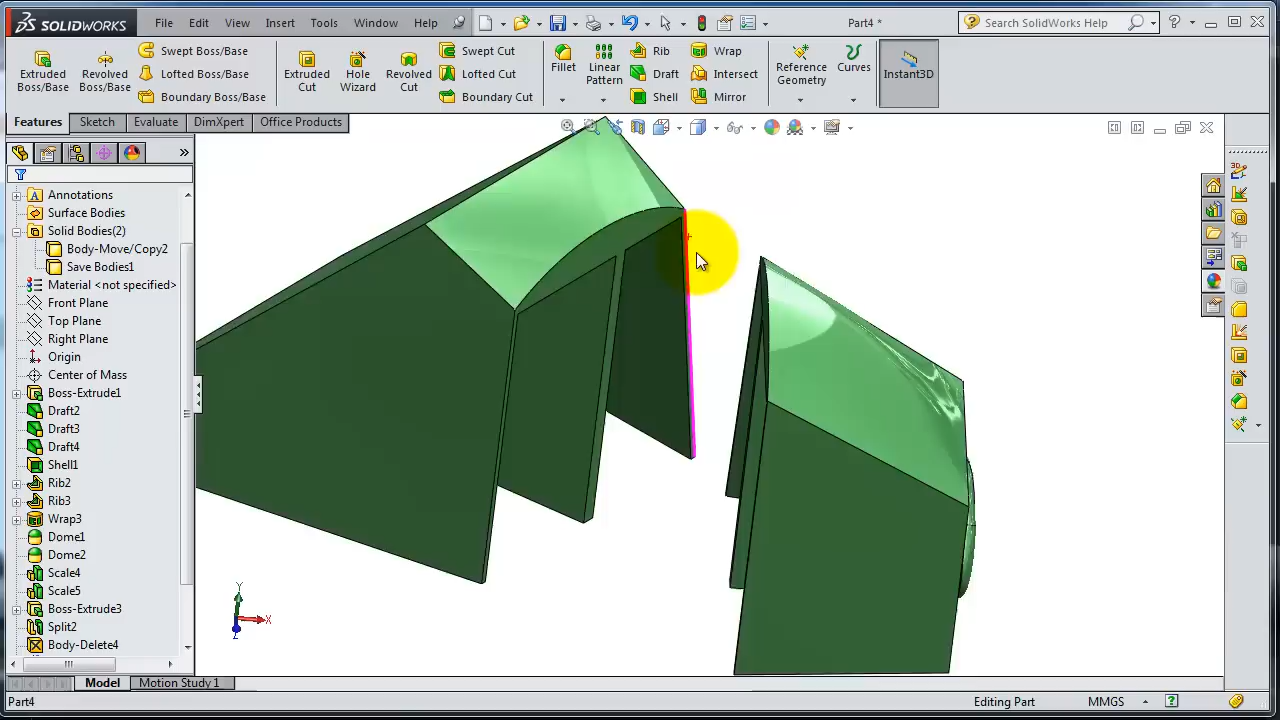 SOLIDWORKS File Edit View Insert Tools Window Help Part4 * Search SolidWorks Help
Extruded Boss/Base
Revolved Boss/Base
Swept Boss/Base
Lofted Boss/Base
Boundary Boss/Base
Extruded Cut
Hole Wizard
Revolved Cut
Swept Cut
Lofted Cut
Boundary Cut
Fillet
Linear Pattern
Rib
Draft
Shell
Wrap
Intersect
Mirror
Reference Geometry
Curves
Instant3D
Features Sketch Evaluate DimXpert Office Products
Annotations
Surface Bodies
Solid Bodies(2)
Body-Move/Copy2
Save Bodies1
Material <not specified>
Front Plane
Top Plane
Right Plane
Origin
Center of Mass
Boss-Extrude1
Draft2
Draft3
Draft4
Shell1
Rib2
Rib3
Wrap3
Dome1
Dome2
Scale4
Scale5
Boss-Extrude3
Split2
Body-Delete4
Y
X
Z
Model Motion Study 1
Part4 Editing Part MMGS